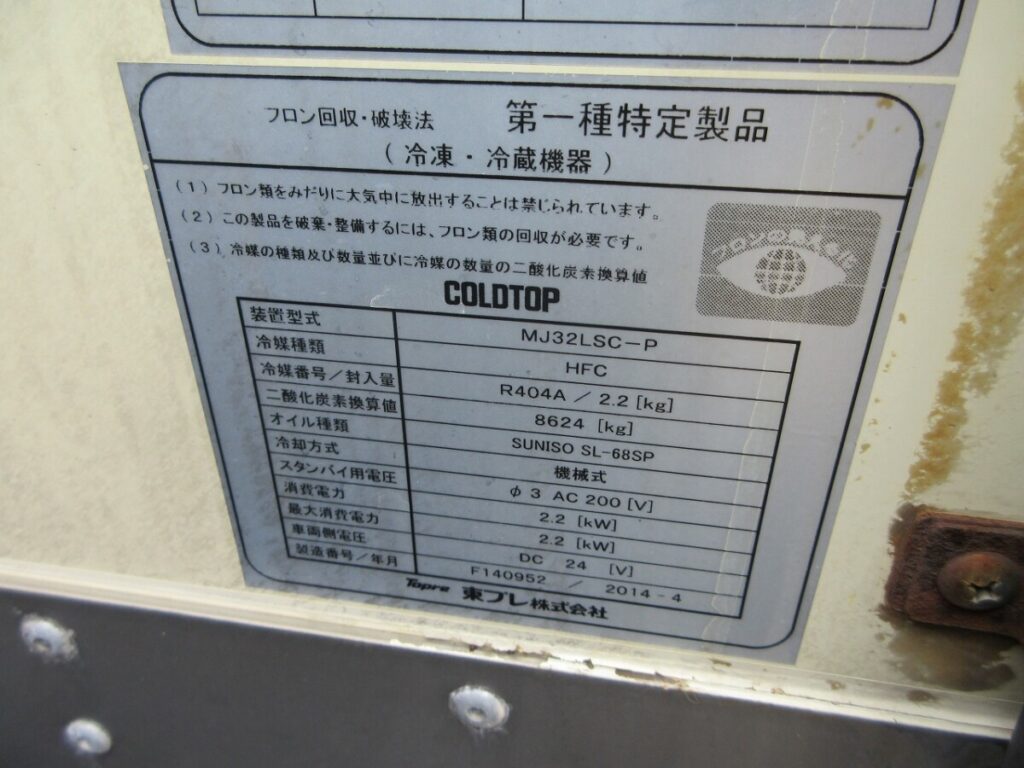 フロン回収・破壊法 第一種特定製品
(冷凍・冷蔵機器)
(1) フロン類をみだりに大気中に放出することは禁じられています。
(2) この製品を破棄・整備するには、フロン類の回収が必要です。
(3) 冷媒の種類及び数量並びに冷媒の数量の二酸化炭素換算値
COLDTOP
装置型式 MJ32LSC-P
冷媒種類 HFC
冷媒番号/封入量 R404A / 2.2 [kg]
二酸化炭素換算値 8624 [kg]
オイル種類 SUNISO SL-68SP
冷却方式 機械式
スタンバイ用電圧 φ3 AC 200 [V]
消費電力 2.2 [kW]
最大消費電力 2.2 [kW]
車両側電圧 DC 24 [V]
製造番号/年月 F140952 / 2014-4
Topre 東プレ株式会社